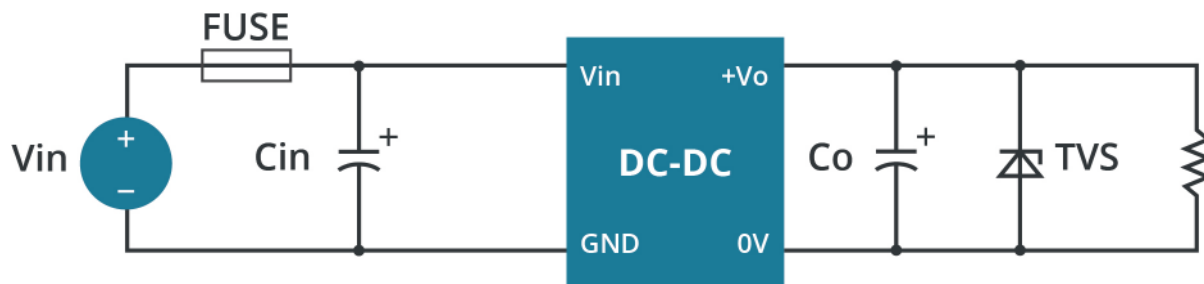 FUSE
Vin
+
−
Cin
+
Vin
+Vo
DC-DC
GND
0V
Co
+
TVS